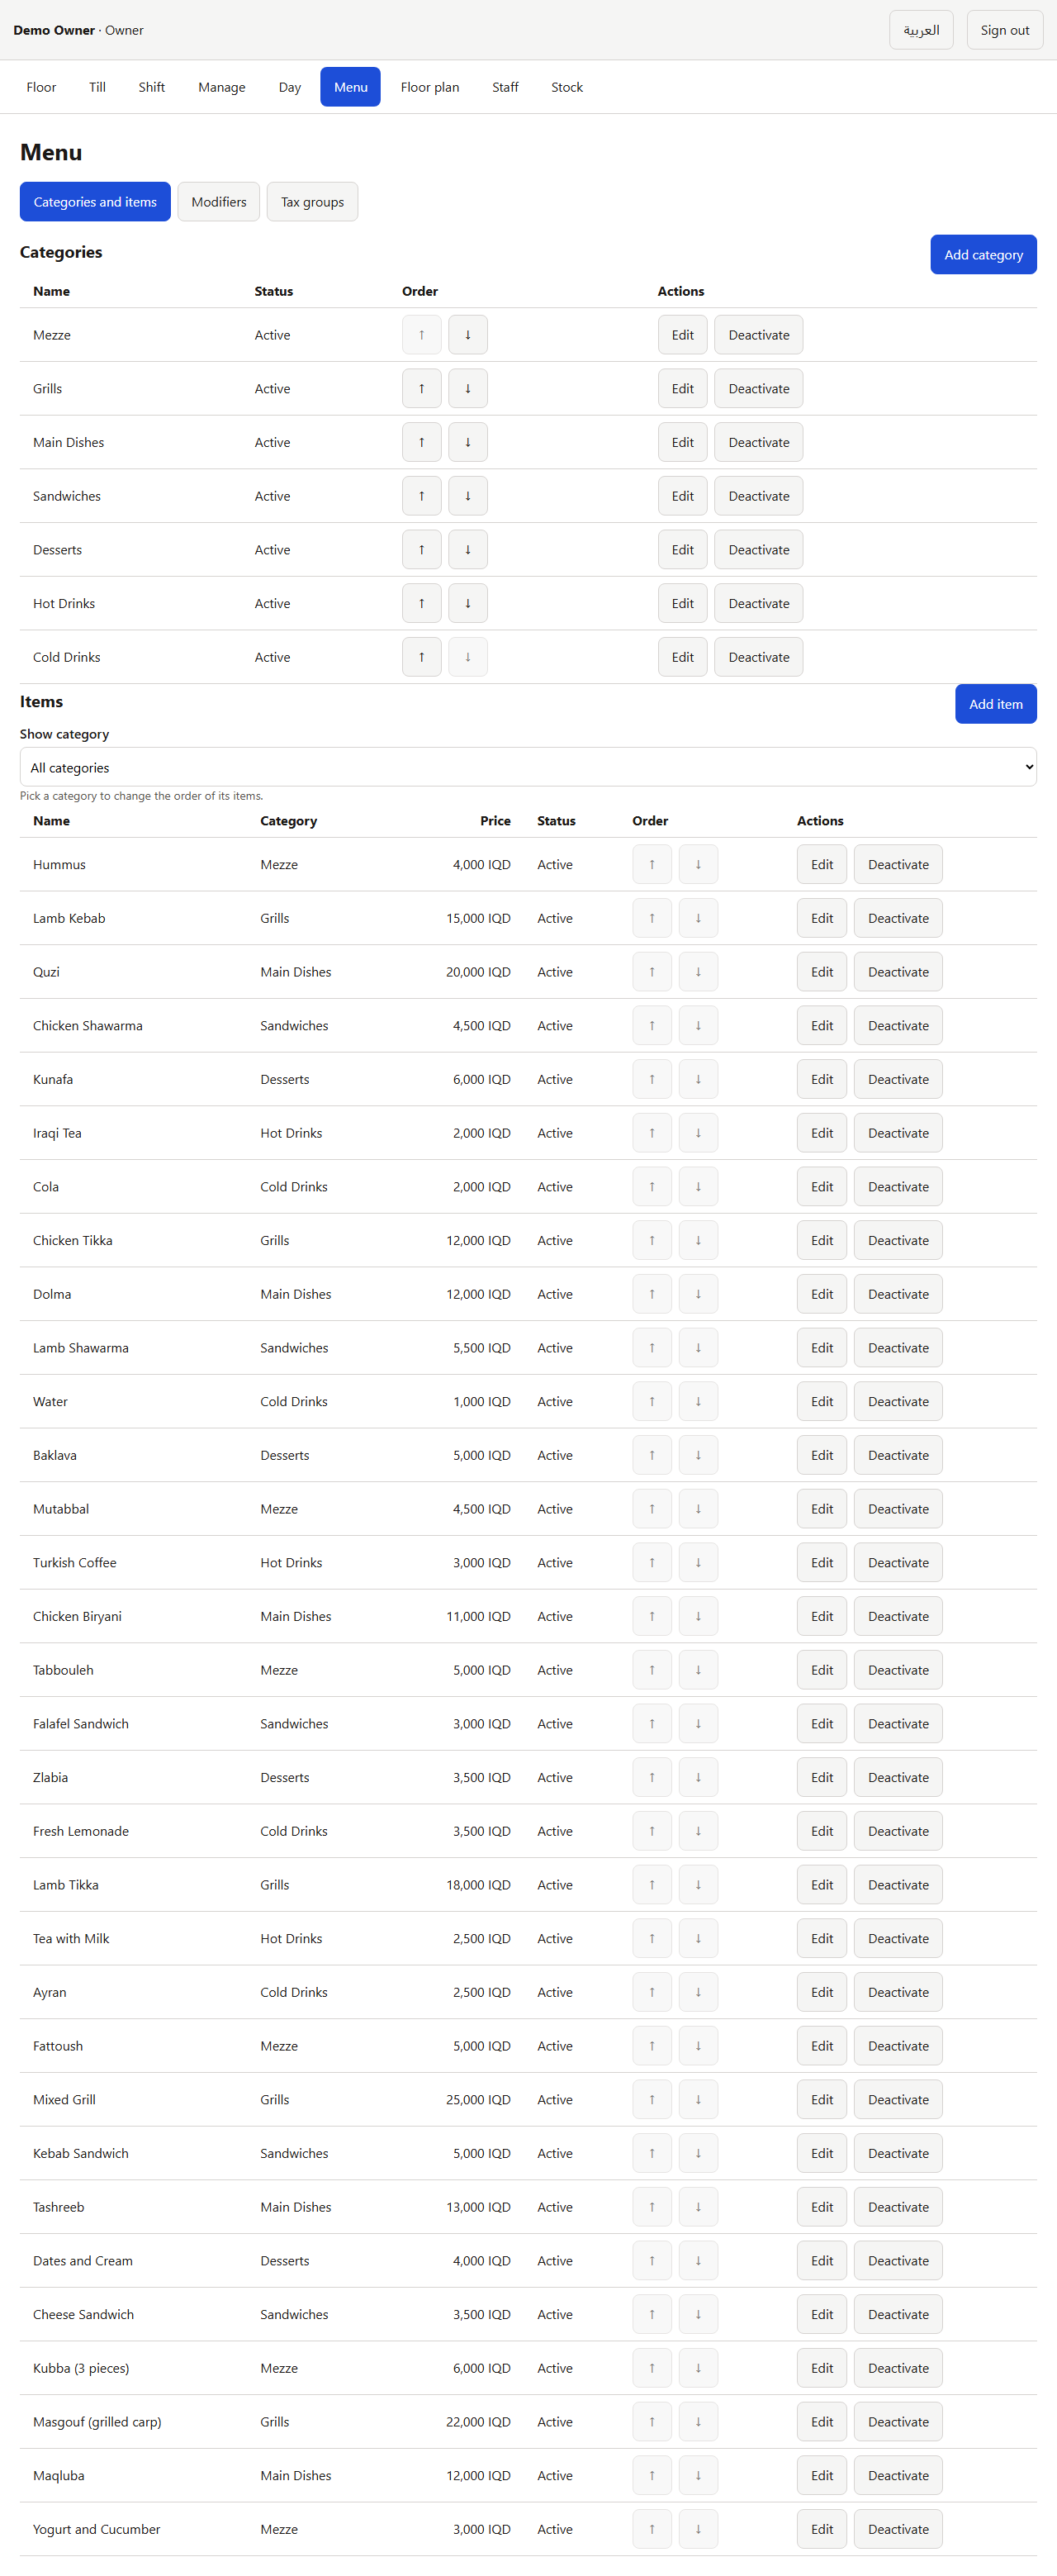 Demo Owner · Owner العربية Sign out
Floor Till Shift Manage Day Menu Floor plan Staff Stock
Menu
Categories and items Modifiers Tax groups
Categories Add category
Name Status Order Actions
Mezze Active ↑ ↓ Edit Deactivate
Grills Active ↑ ↓ Edit Deactivate
Main Dishes Active ↑ ↓ Edit Deactivate
Sandwiches Active ↑ ↓ Edit Deactivate
Desserts Active ↑ ↓ Edit Deactivate
Hot Drinks Active ↑ ↓ Edit Deactivate
Cold Drinks Active ↑ ↓ Edit Deactivate
Items Add item
Show category
All categories
Pick a category to change the order of its items.
Name Category Price Status Order Actions
Hummus Mezze 4,000 IQD Active ↑ ↓ Edit Deactivate
Lamb Kebab Grills 15,000 IQD Active ↑ ↓ Edit Deactivate
Quzi Main Dishes 20,000 IQD Active ↑ ↓ Edit Deactivate
Chicken Shawarma Sandwiches 4,500 IQD Active ↑ ↓ Edit Deactivate
Kunafa Desserts 6,000 IQD Active ↑ ↓ Edit Deactivate
Iraqi Tea Hot Drinks 2,000 IQD Active ↑ ↓ Edit Deactivate
Cola Cold Drinks 2,000 IQD Active ↑ ↓ Edit Deactivate
Chicken Tikka Grills 12,000 IQD Active ↑ ↓ Edit Deactivate
Dolma Main Dishes 12,000 IQD Active ↑ ↓ Edit Deactivate
Lamb Shawarma Sandwiches 5,500 IQD Active ↑ ↓ Edit Deactivate
Water Cold Drinks 1,000 IQD Active ↑ ↓ Edit Deactivate
Baklava Desserts 5,000 IQD Active ↑ ↓ Edit Deactivate
Mutabbal Mezze 4,500 IQD Active ↑ ↓ Edit Deactivate
Turkish Coffee Hot Drinks 3,000 IQD Active ↑ ↓ Edit Deactivate
Chicken Biryani Main Dishes 11,000 IQD Active ↑ ↓ Edit Deactivate
Tabbouleh Mezze 5,000 IQD Active ↑ ↓ Edit Deactivate
Falafel Sandwich Sandwiches 3,000 IQD Active ↑ ↓ Edit Deactivate
Zlabia Desserts 3,500 IQD Active ↑ ↓ Edit Deactivate
Fresh Lemonade Cold Drinks 3,500 IQD Active ↑ ↓ Edit Deactivate
Lamb Tikka Grills 18,000 IQD Active ↑ ↓ Edit Deactivate
Tea with Milk Hot Drinks 2,500 IQD Active ↑ ↓ Edit Deactivate
Ayran Cold Drinks 2,500 IQD Active ↑ ↓ Edit Deactivate
Fattoush Mezze 5,000 IQD Active ↑ ↓ Edit Deactivate
Mixed Grill Grills 25,000 IQD Active ↑ ↓ Edit Deactivate
Kebab Sandwich Sandwiches 5,000 IQD Active ↑ ↓ Edit Deactivate
Tashreeb Main Dishes 13,000 IQD Active ↑ ↓ Edit Deactivate
Dates and Cream Desserts 4,000 IQD Active ↑ ↓ Edit Deactivate
Cheese Sandwich Sandwiches 3,500 IQD Active ↑ ↓ Edit Deactivate
Kubba (3 pieces) Mezze 6,000 IQD Active ↑ ↓ Edit Deactivate
Masgouf (grilled carp) Grills 22,000 IQD Active ↑ ↓ Edit Deactivate
Maqluba Main Dishes 12,000 IQD Active ↑ ↓ Edit Deactivate
Yogurt and Cucumber Mezze 3,000 IQD Active ↑ ↓ Edit Deactivate